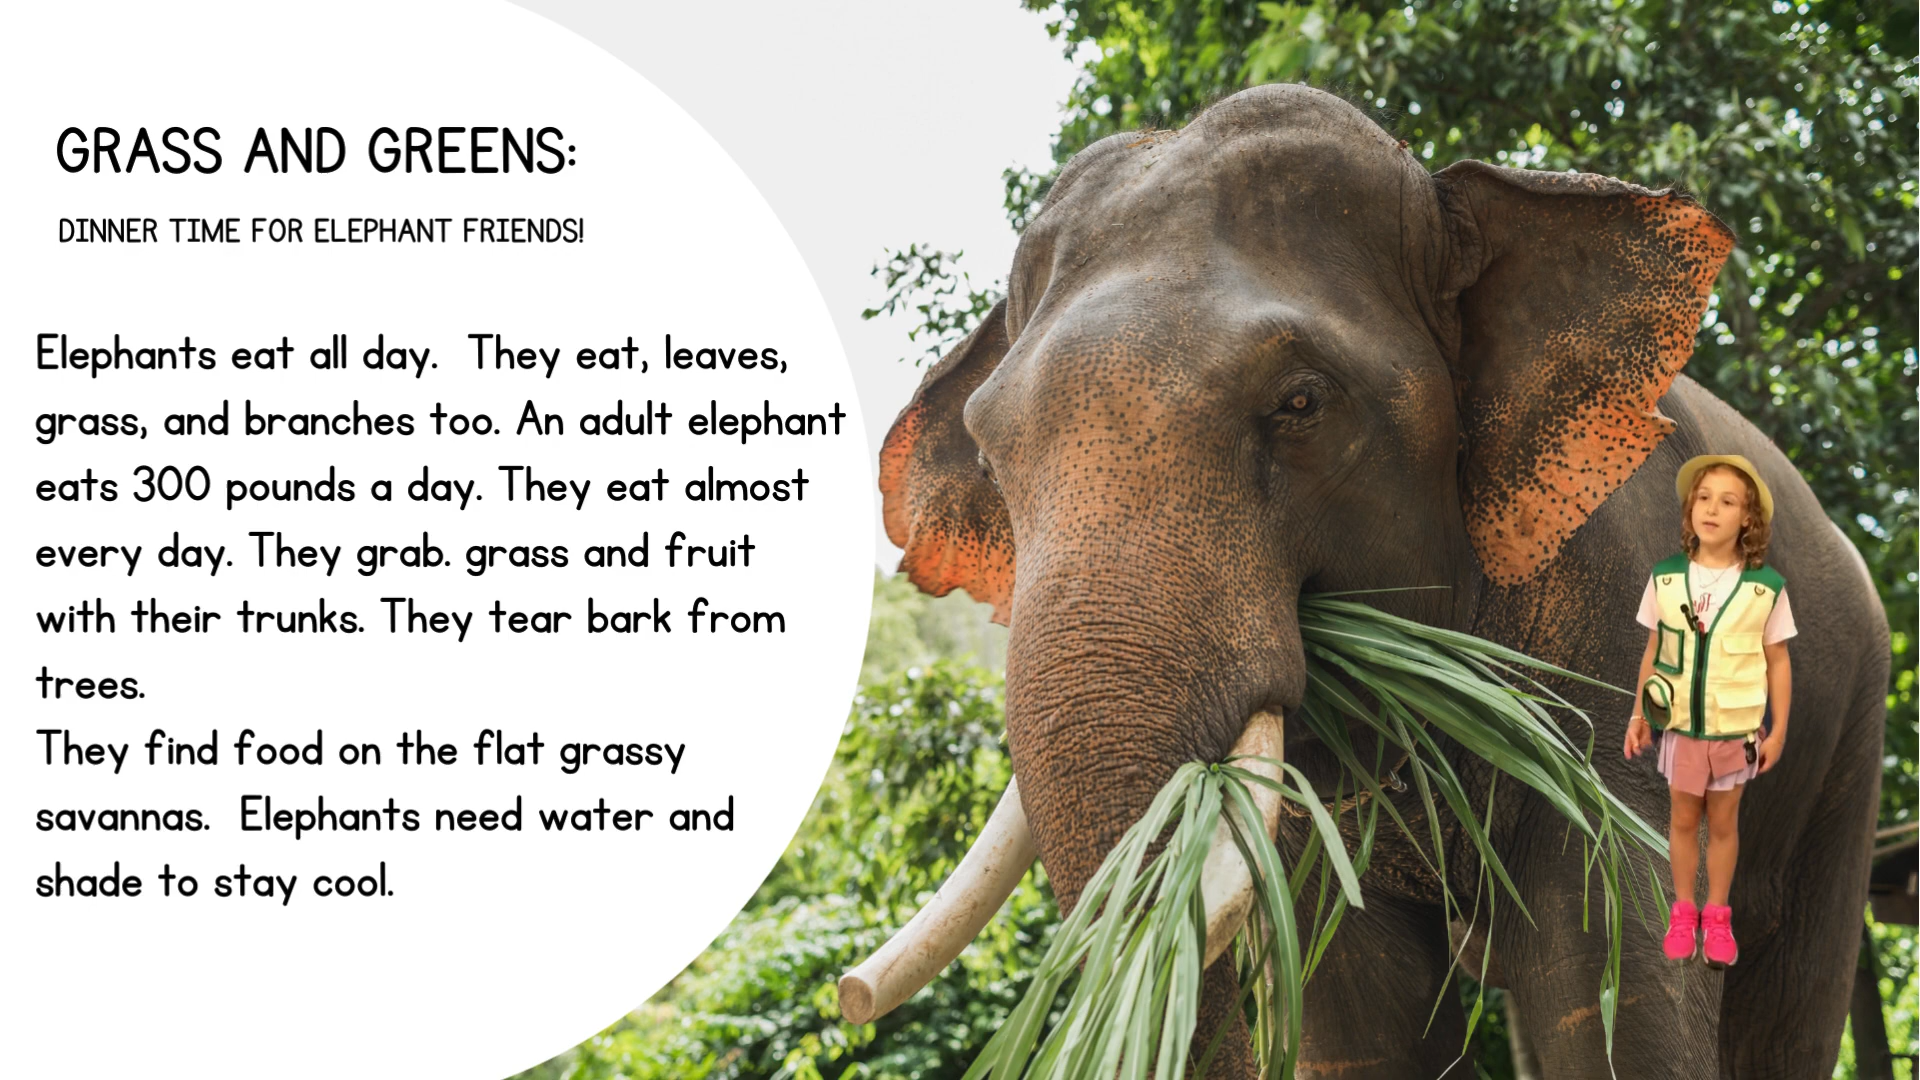 GRASS AND GREENS:
DINNER TIME FOR ELEPHANT FRIENDS!
Elephants eat all day.  They eat, leaves,
grass, and branches too. An adult elephant
eats 300 pounds a day. They eat almost
every day. They grab. grass and fruit
with their trunks. They tear bark from
trees.
They find food on the flat grassy
savannas.  Elephants need water and
shade to stay cool.